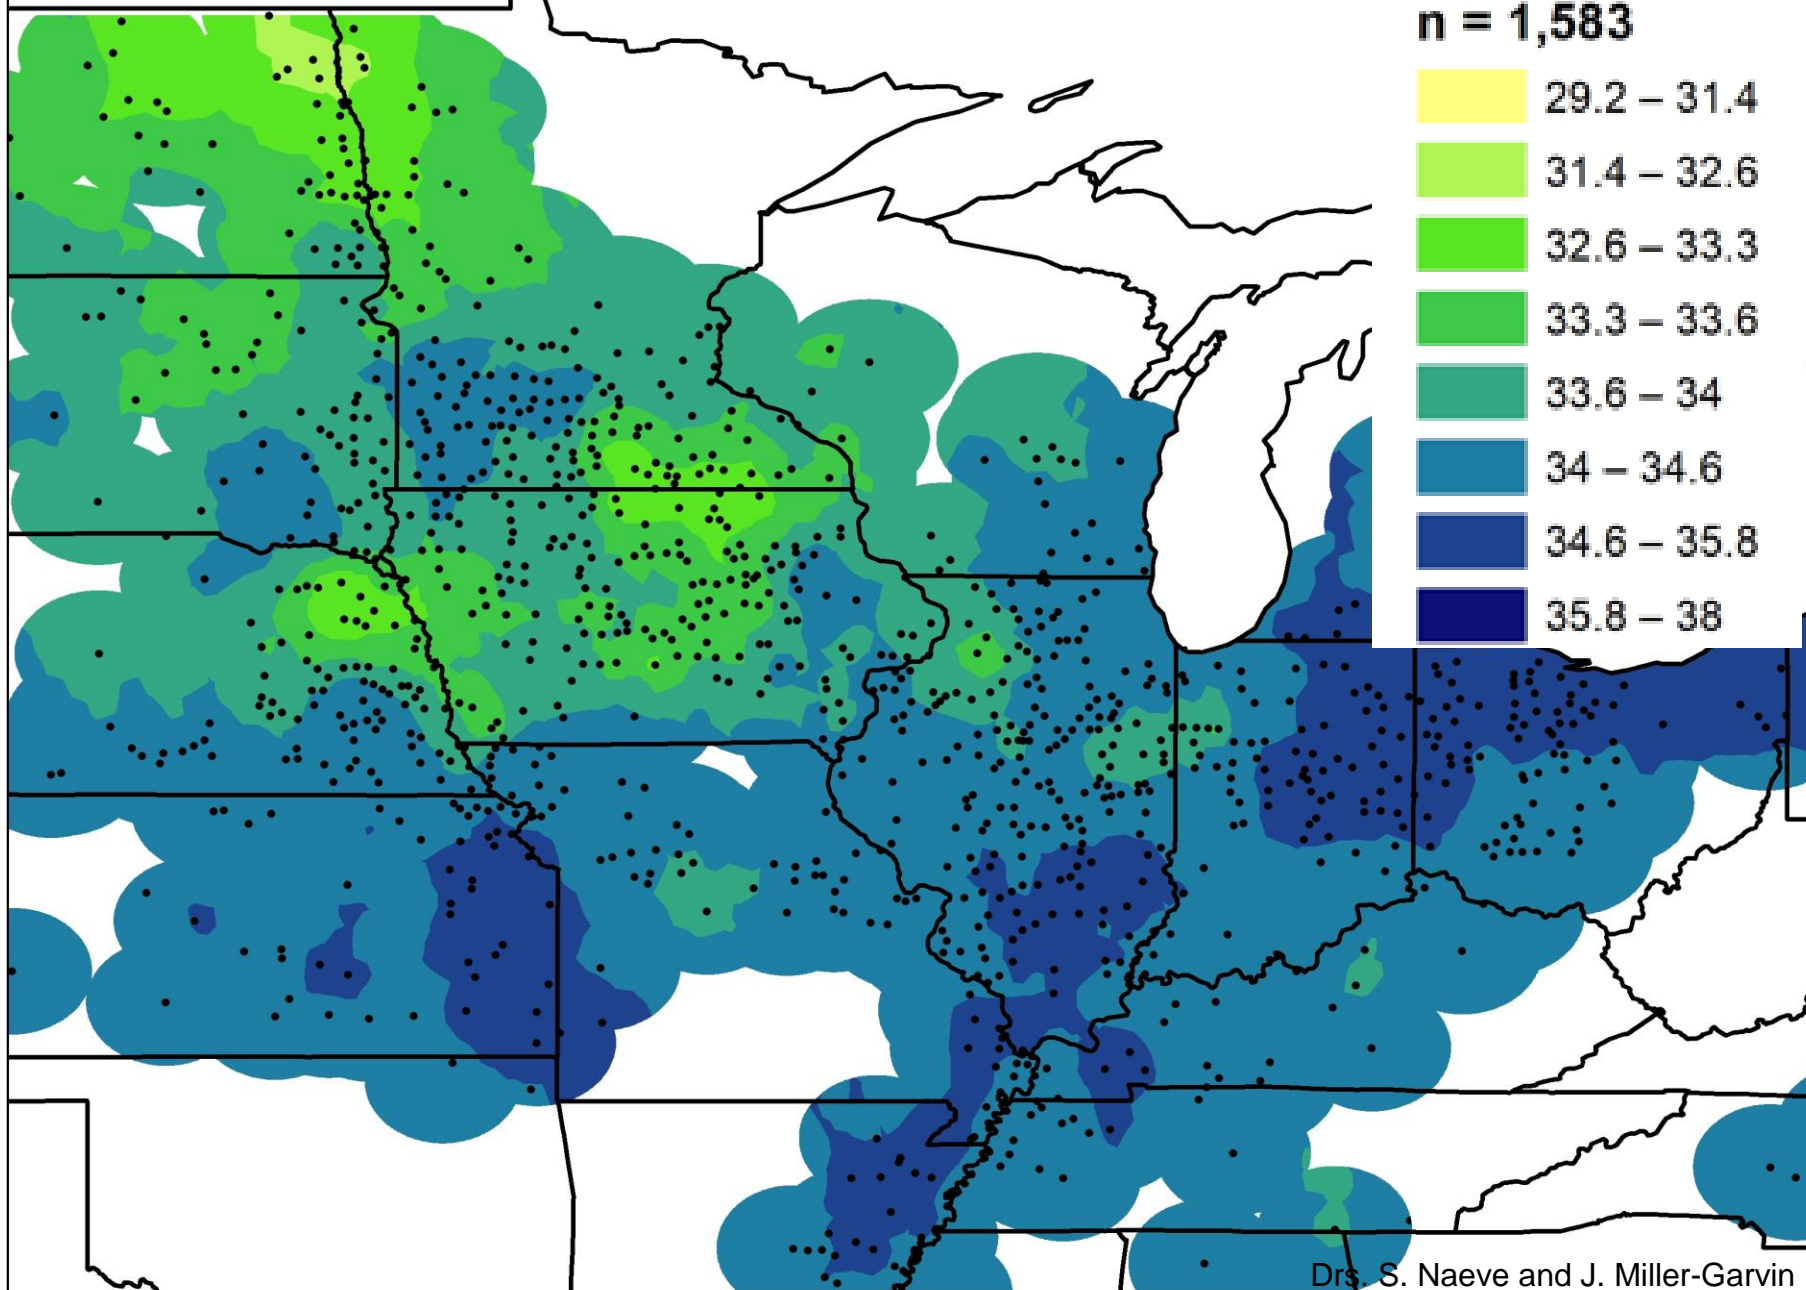 n = 1,583
29.2 – 31.4
31.4 – 32.6
32.6 – 33.3
33.3 – 33.6
33.6 – 34
34 – 34.6
34.6 – 35.8
35.8 – 38
Drs. S. Naeve and J. Miller-Garvin